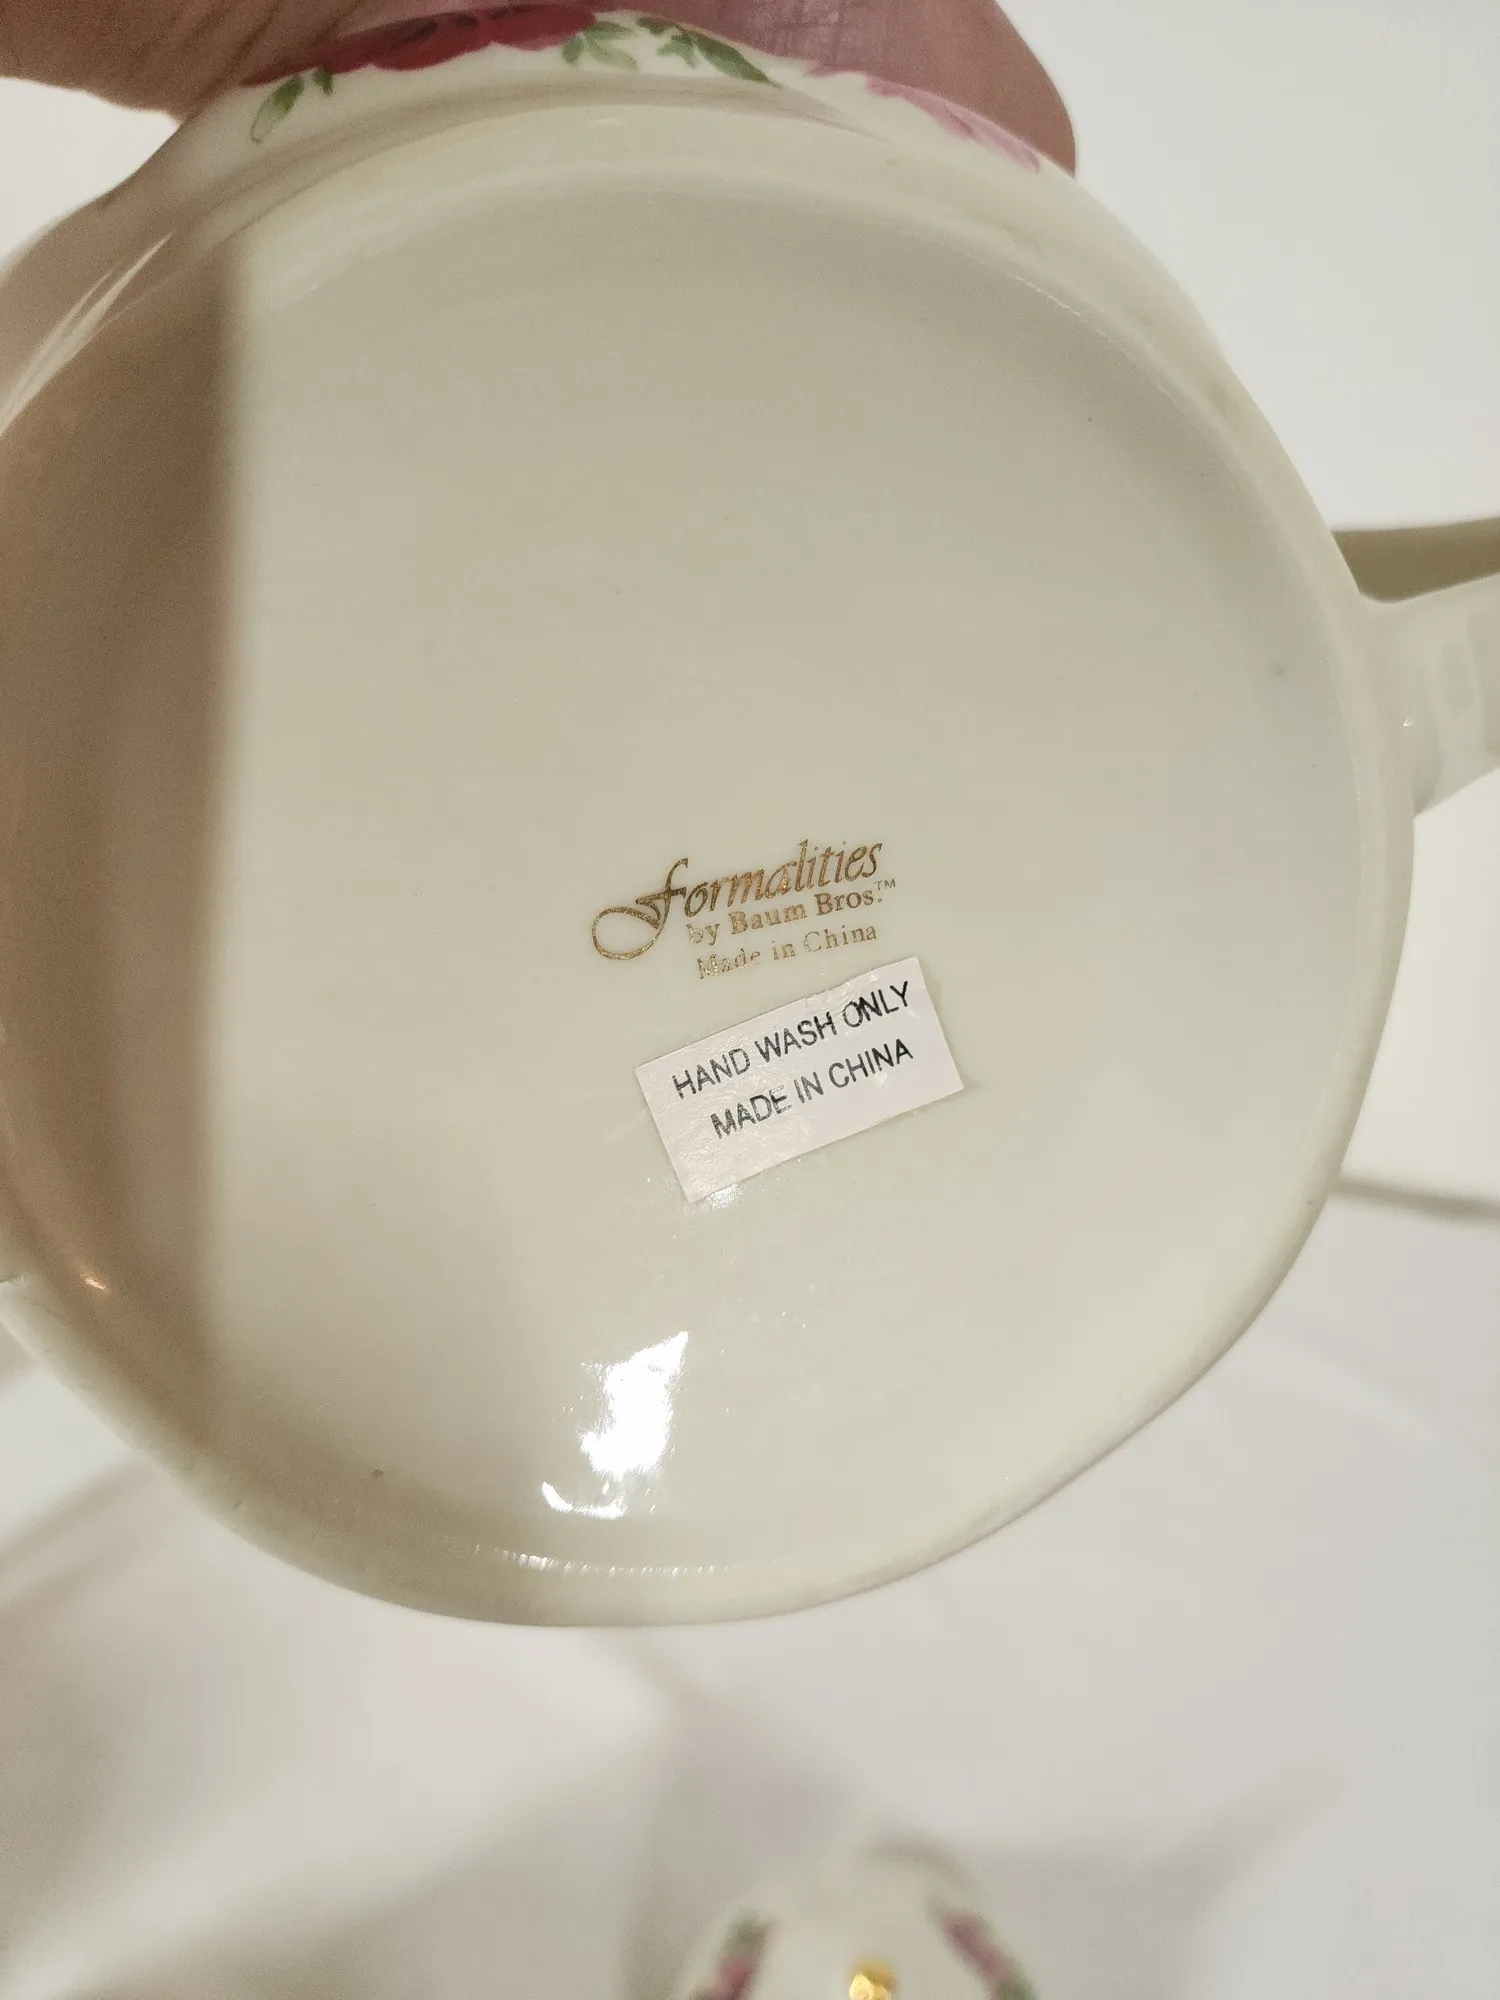 Formalities
by Baum Bros.™
Made in China
HAND WASH ONLY
MADE IN CHINA